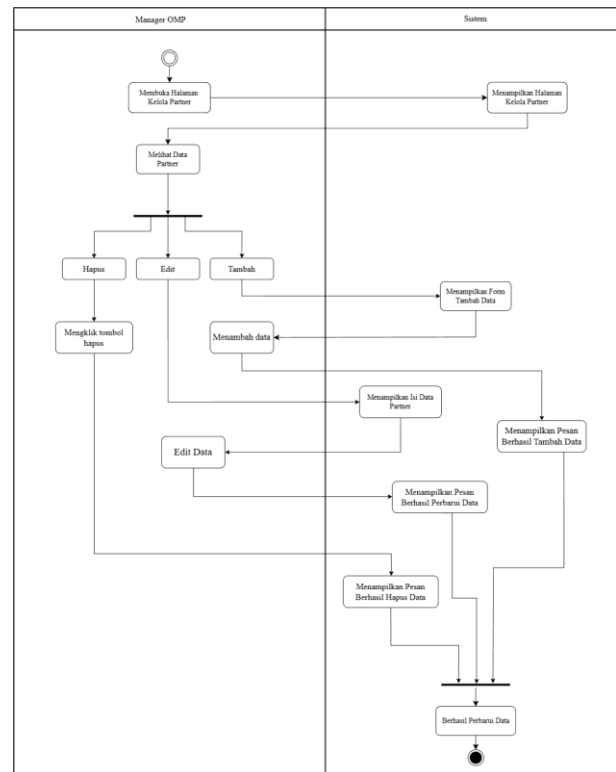 Manager OMP
Sistem
Membuka Halaman
Kelola Partner
Menampilkan Halaman
Kelola Partner
Melihat Data
Partner
Hapus
Edit
Tambah
Menampilkan Form
Tambah Data
Mengklik tombol
hapus
Menambah data
Menampilkan Isi Data
Partner
Menampilkan Pesan
Berhasil Tambah Data
Edit Data
Menampilkan Pesan
Berhasil Perbarui Data
Menampilkan Pesan
Berhasil Hapus Data
Berhasil Perbarui Data